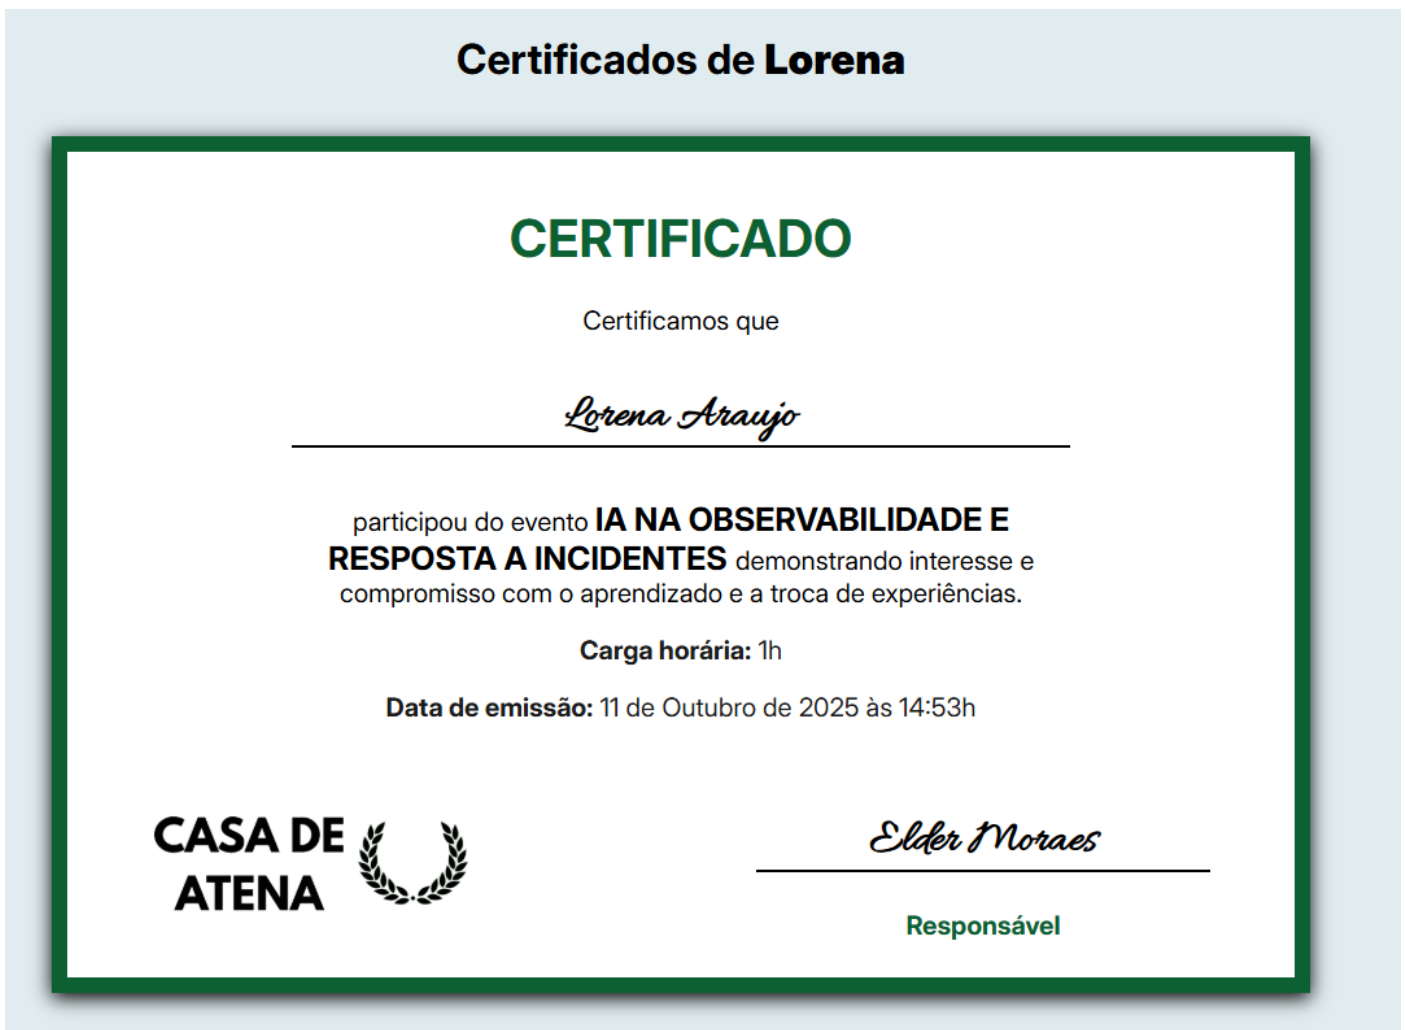 Certificados de Lorena
CERTIFICADO
Certificamos que
Lorena Araujo
participou do evento IA NA OBSERVABILIDADE E
RESPOSTA A INCIDENTES demonstrando interesse e
compromisso com o aprendizado e a troca de experiências.
Carga horária: 1h
Data de emissão: 11 de Outubro de 2025 às 14:53h
CASA DE
ATENA
Elder Moraes
Responsável